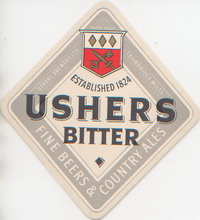 ESTABLISHED 1824
USHERS
BITTER
FINE BEERS & COUNTRY ALES